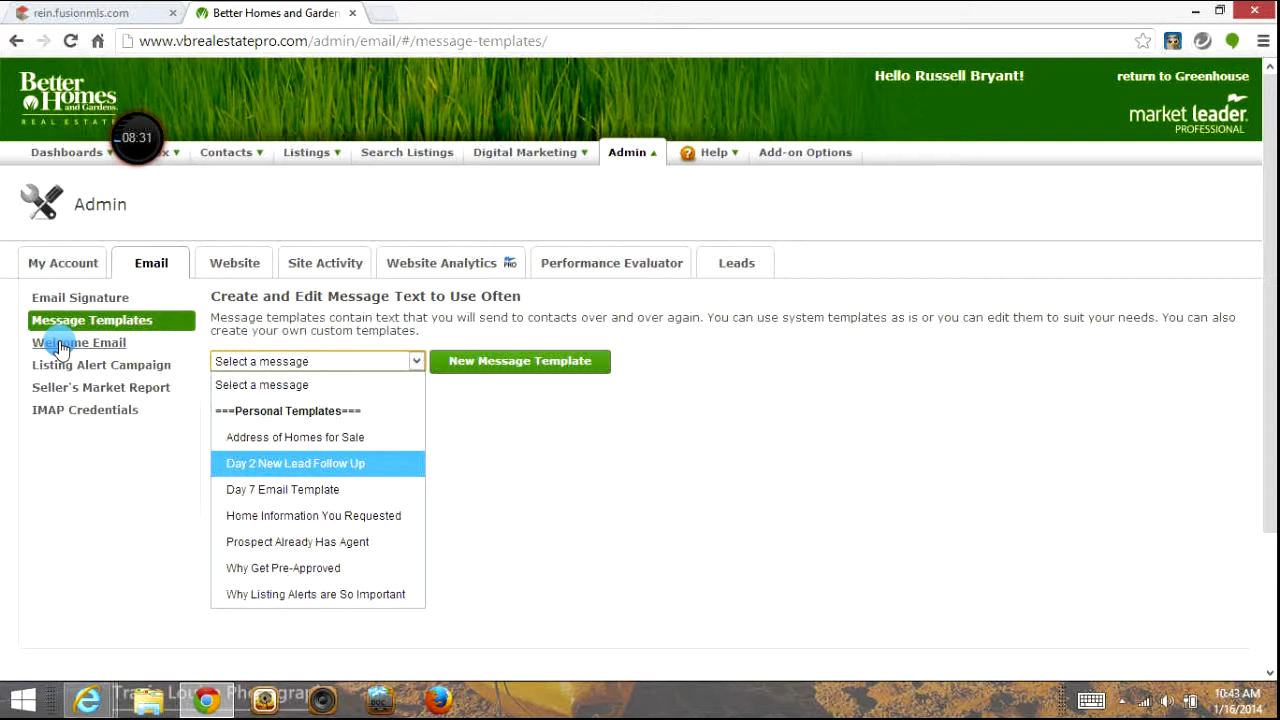 rein.fusionmls.com
Better Homes and Garden
www.vbrealestatepro.com/admin/email/#/message-templates/
Better
Homes
and Gardens
REAL ESTATE
Hello Russell Bryant!
return to Greenhouse
market leader
PROFESSIONAL
08:31
Dashboards
Contacts
Listings
Search Listings
Digital Marketing
Admin
Help
Add-on Options
Admin
My Account
Email
Website
Site Activity
Website Analytics PRO
Performance Evaluator
Leads
Email Signature
Message Templates
Welcome Email
Listing Alert Campaign
Seller's Market Report
IMAP Credentials
Create and Edit Message Text to Use Often
Message templates contain text that you will send to contacts over and over again. You can use system templates as is or you can edit them to suit your needs. You can also
create your own custom templates.
Select a message
New Message Template
Select a message
===Personal Templates===
Address of Homes for Sale
Day 2 New Lead Follow Up
Day 7 Email Template
Home Information You Requested
Prospect Already Has Agent
Why Get Pre-Approved
Why Listing Alerts are So Important
DOC
10:43 AM
1/16/2014